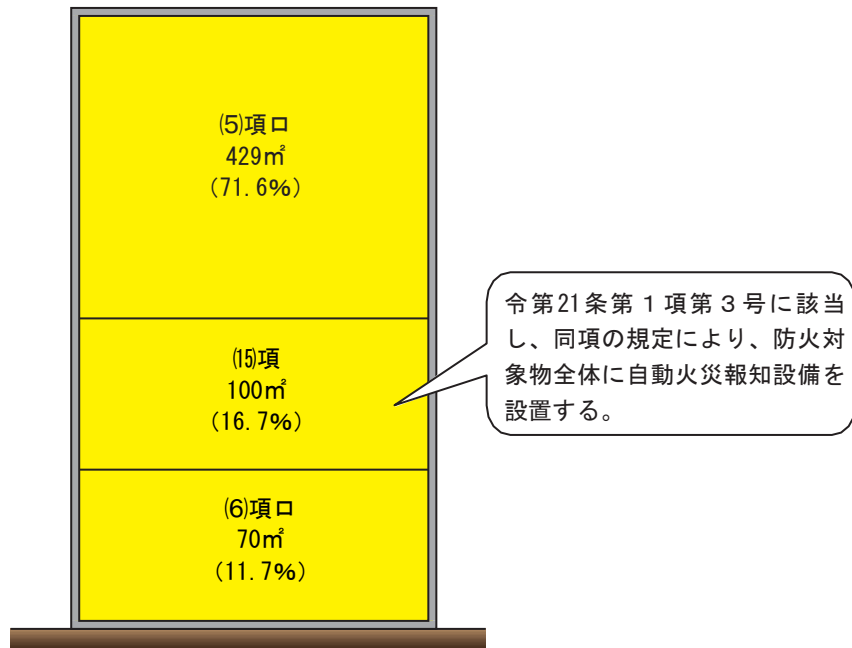 ⑸項ロ
429㎡
(71.6%)
⒂項
100㎡
(16.7%)
⑹項ロ
70㎡
(11.7%)
令第21条第1項第3号に該当
し、同項の規定により、防火対
象物全体に自動火災報知設備を
設置する。